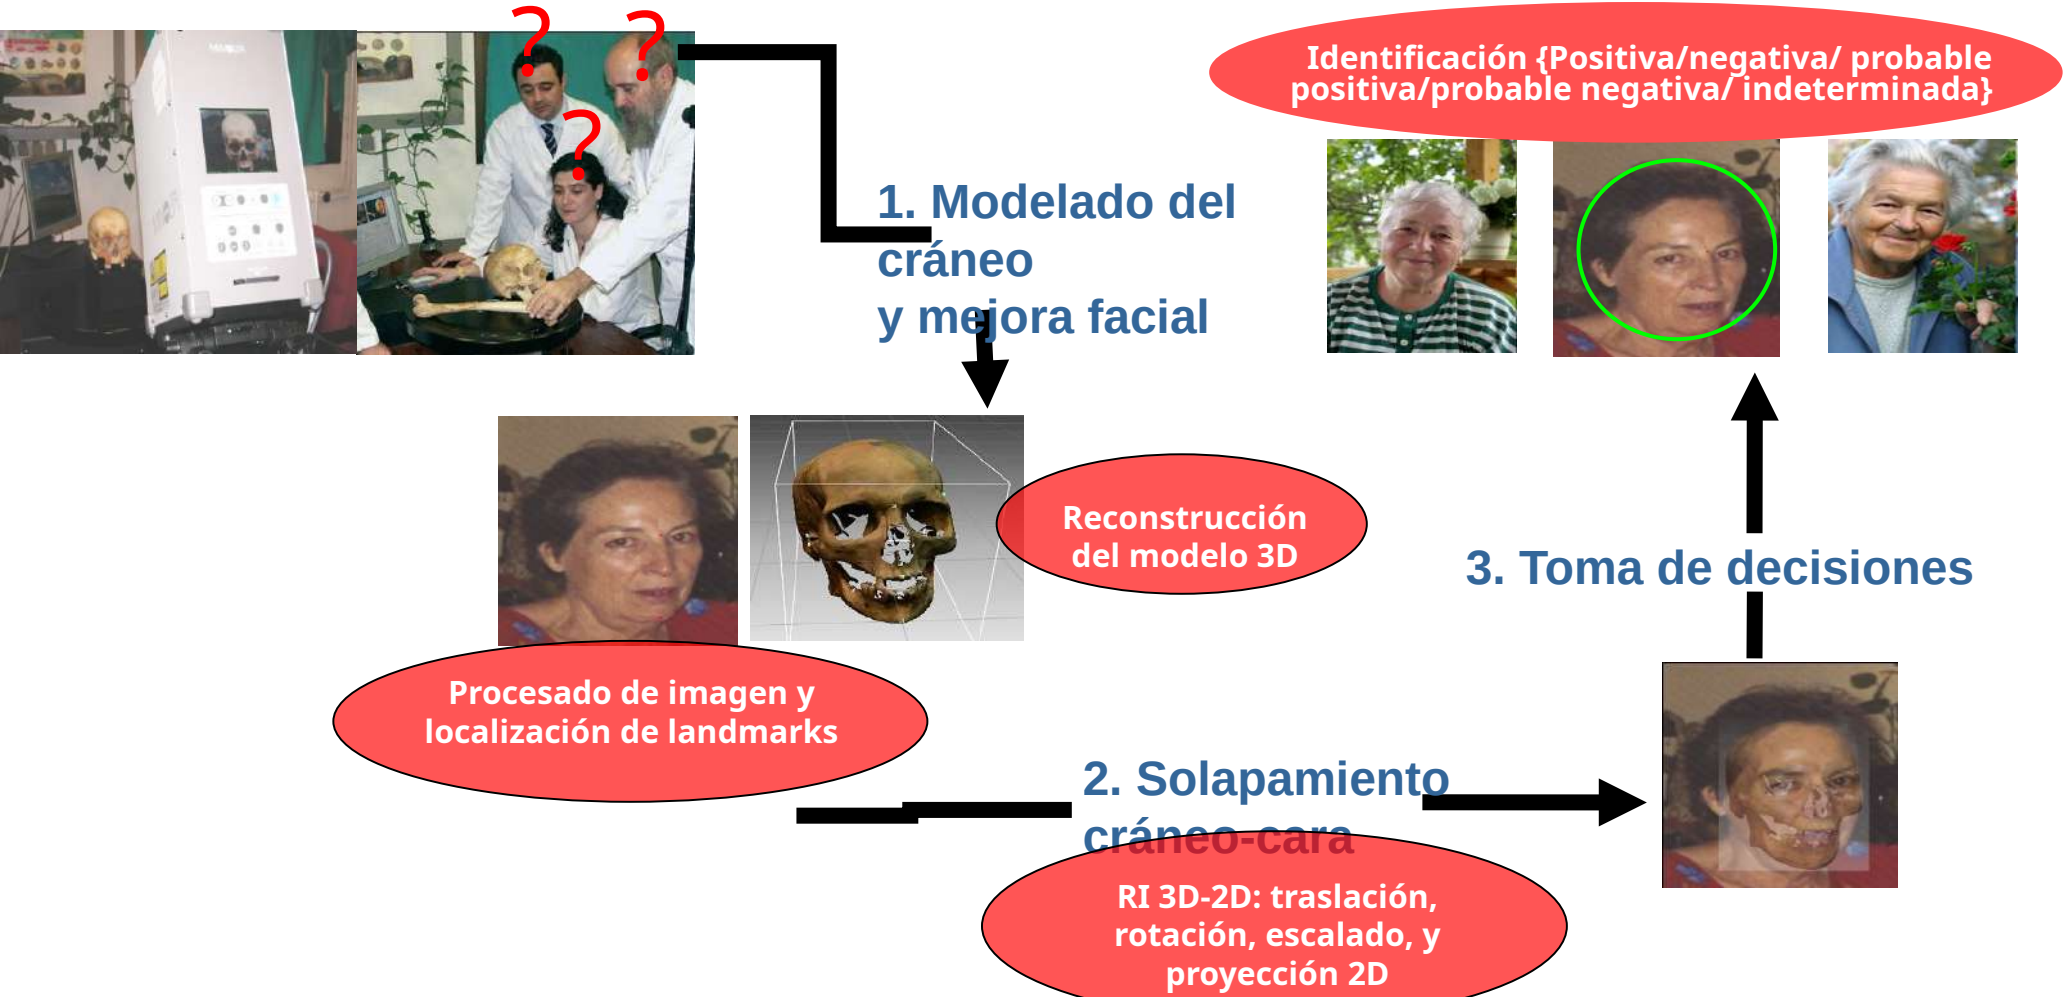 ?
?
?
Identificación {Positiva/negativa/ probable
positiva/probable negativa/ indeterminada}
1. Modelado del
cráneo
y mejora facial
Reconstrucción
del modelo 3D
3. Toma de decisiones
Procesado de imagen y
localización de landmarks
2. Solapamiento
cráneo-cara
RI 3D-2D: traslación,
rotación, escalado, y
proyección 2D